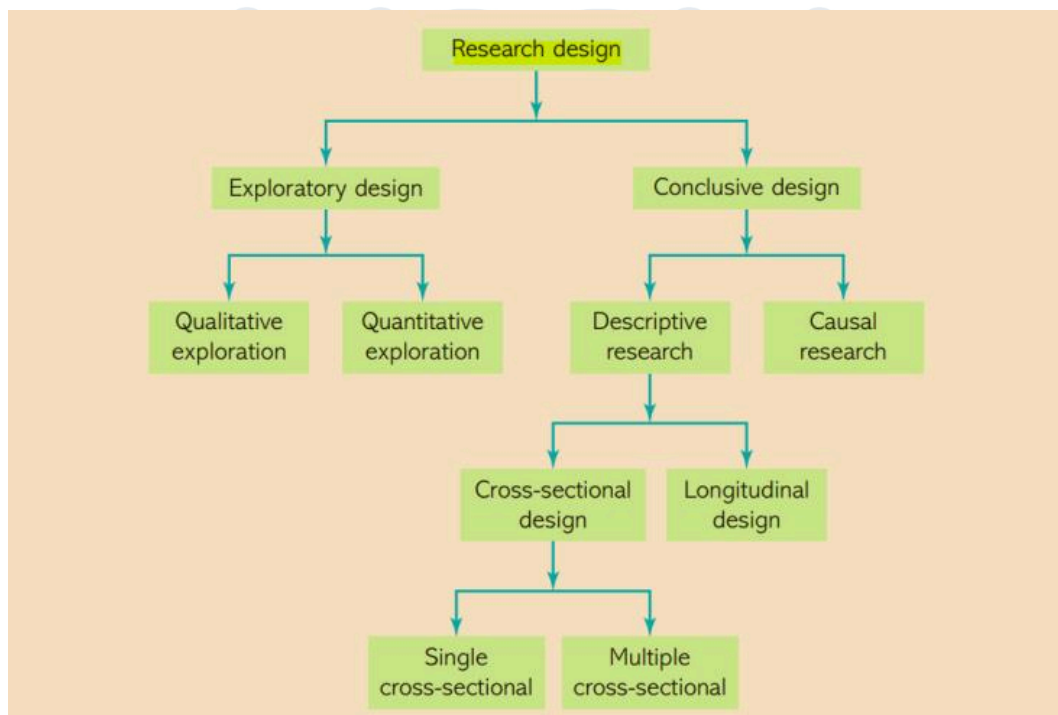 Research design
Exploratory design
Conclusive design
Qualitative
exploration
Quantitative
exploration
Descriptive
research
Causal
research
Cross-sectional
design
Longitudinal
design
Single
cross-sectional
Multiple
cross-sectional